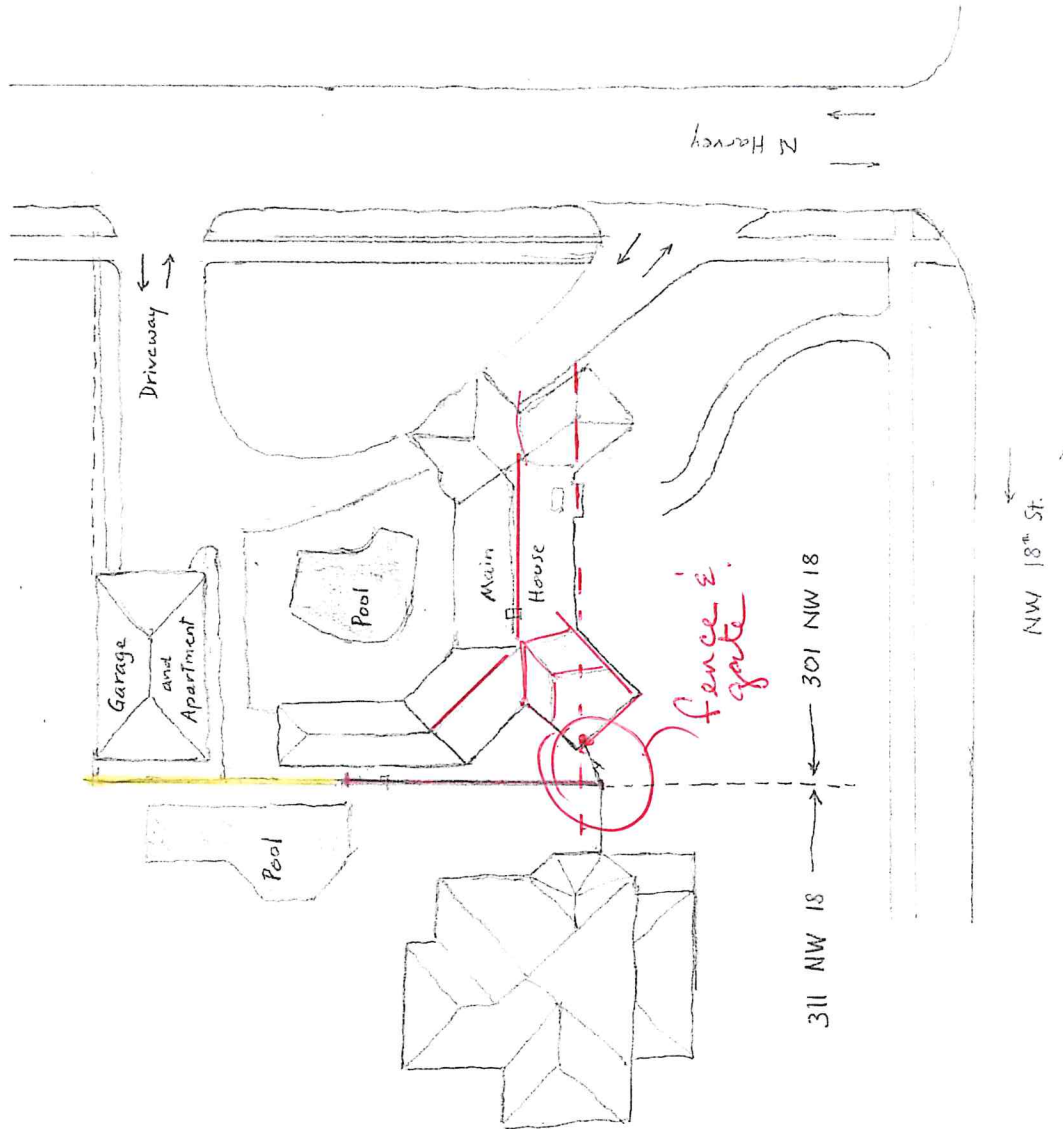 N Harvey
Driveway
Garage
and
Apartment
Pool
Main
House
Pool
fence &
gate
311 NW 18
301 NW 18
NW 18th St.